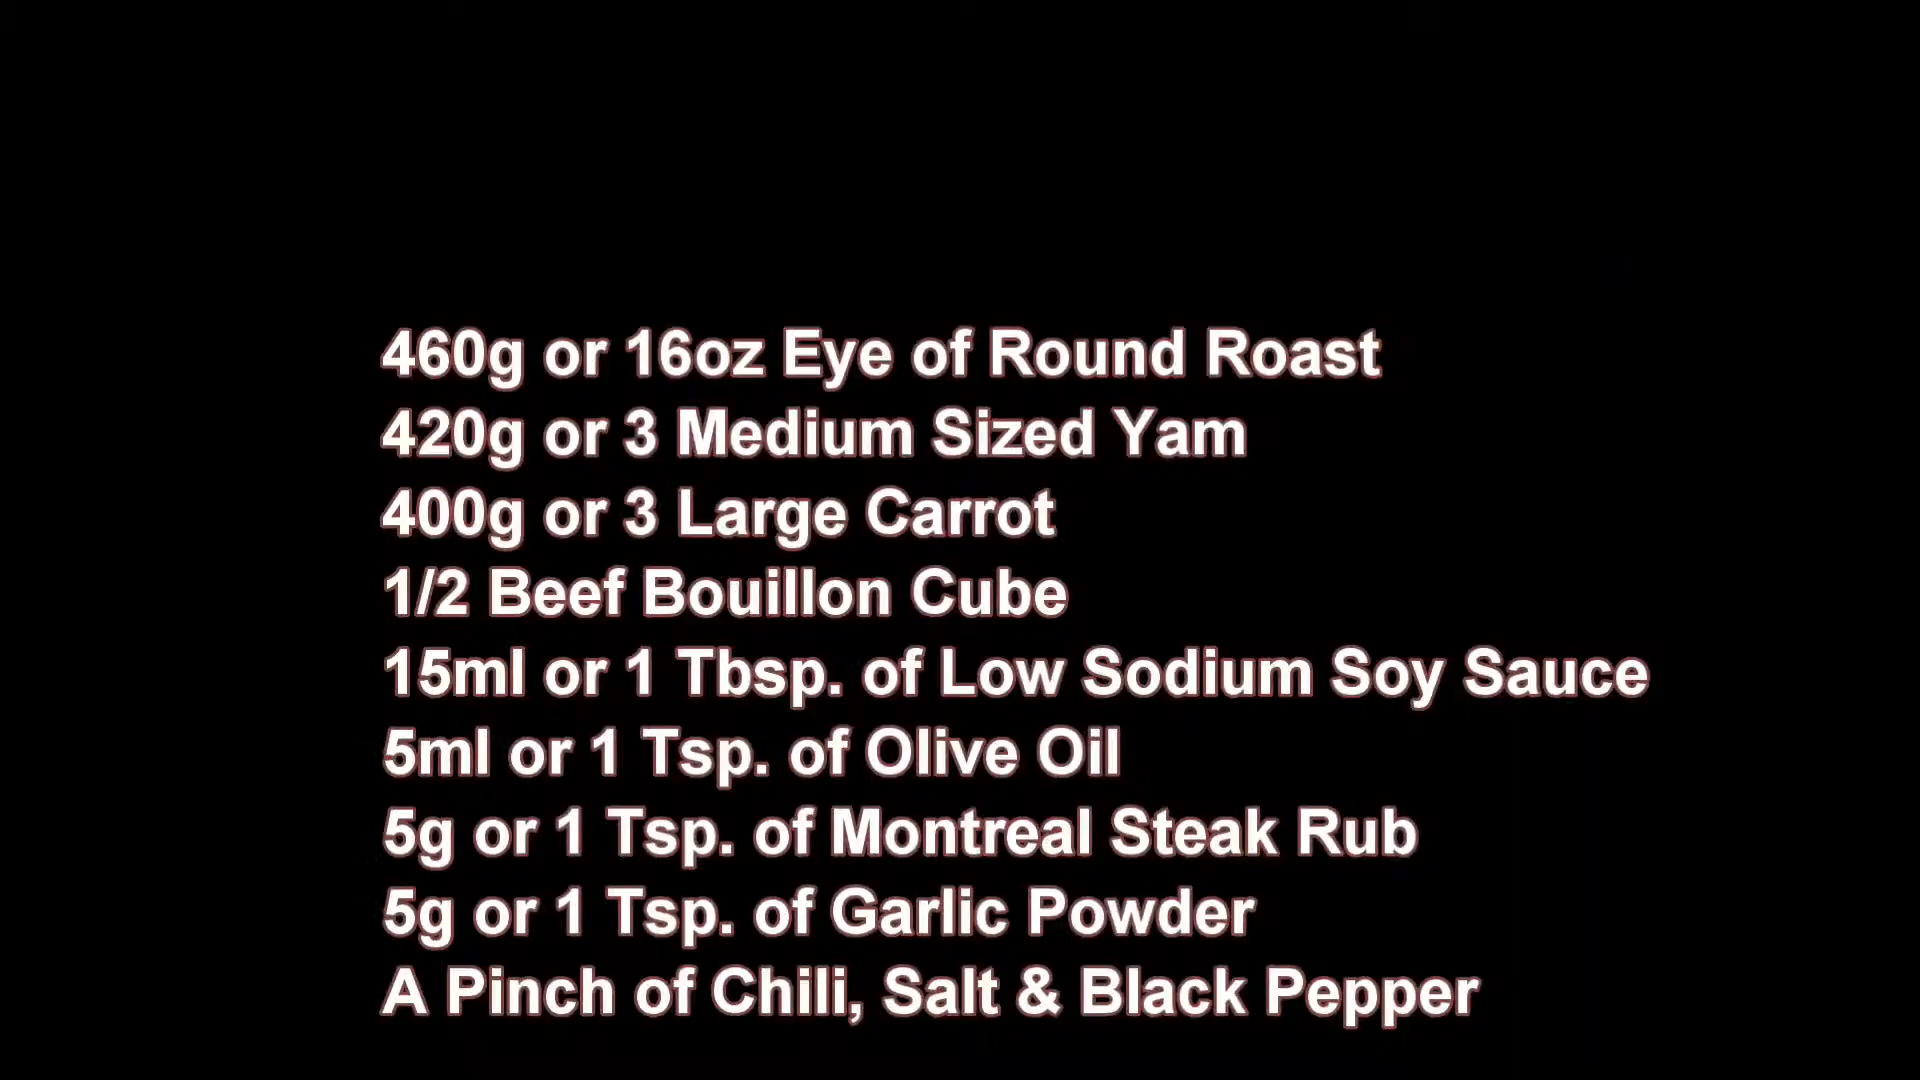 460g or 16oz Eye of Round Roast
420g or 3 Medium Sized Yam
400g or 3 Large Carrot
1/2 Beef Bouillon Cube
15ml or 1 Tbsp. of Low Sodium Soy Sauce
5ml or 1 Tsp. of Olive Oil
5g or 1 Tsp. of Montreal Steak Rub
5g or 1 Tsp. of Garlic Powder
A Pinch of Chili, Salt & Black Pepper